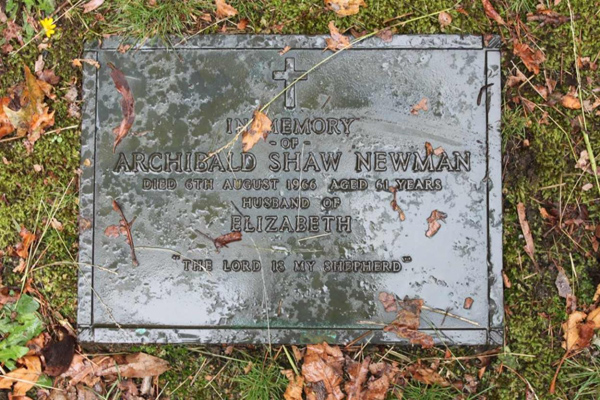 IN MEMORY
- OF -
ARCHIBALD SHAW NEWMAN
DIED 6TH AUGUST 1966 AGED 61 YEARS
HUSBAND OF
ELIZABETH
"THE LORD IS MY SHEPHERD"